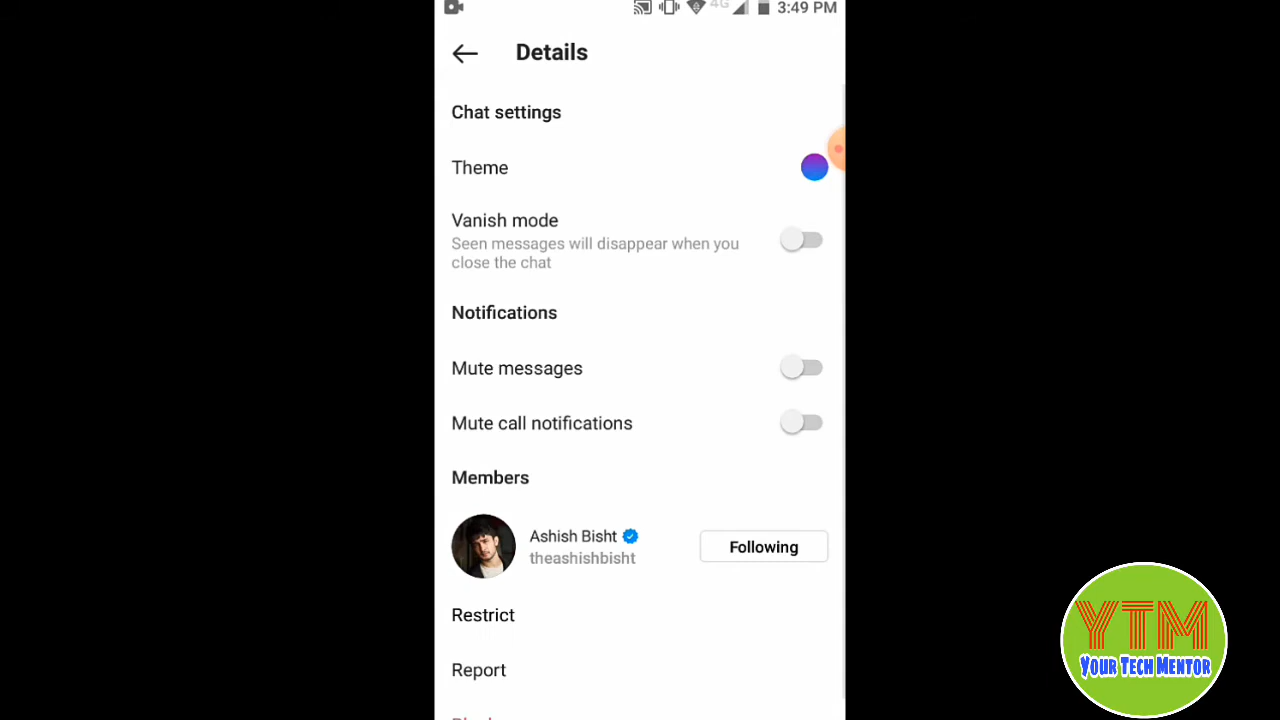 4G 3:49 PM
Details
Chat settings
Theme
Vanish mode
Seen messages will disappear when you
close the chat
Notifications
Mute messages
Mute call notifications
Members
Ashish Bisht
theashishbisht
Following
Restrict
Report
YTM
YOUR TECH MENTOR